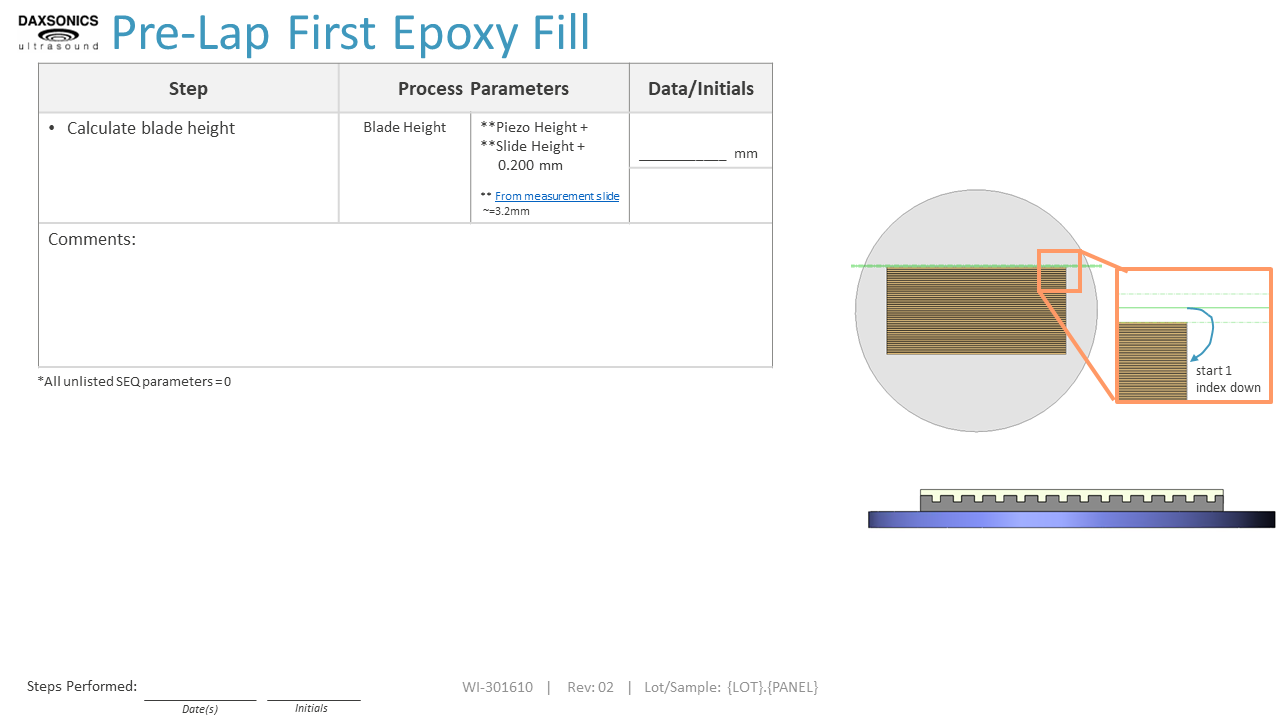 DAXSONICS
ultrasound
Pre-Lap First Epoxy Fill
Step
Process Parameters
Data/Initials
• Calculate blade height
Blade Height
**Piezo Height +
**Slide Height +
0.200 mm
** From measurement slide
~=3.2mm
____________ mm
Comments:
*All unlisted SEQ parameters = 0
start 1
index down
Steps Performed:
Date(s)
Initials
WI-301610 | Rev: 02 | Lot/Sample: {LOT}.{PANEL}